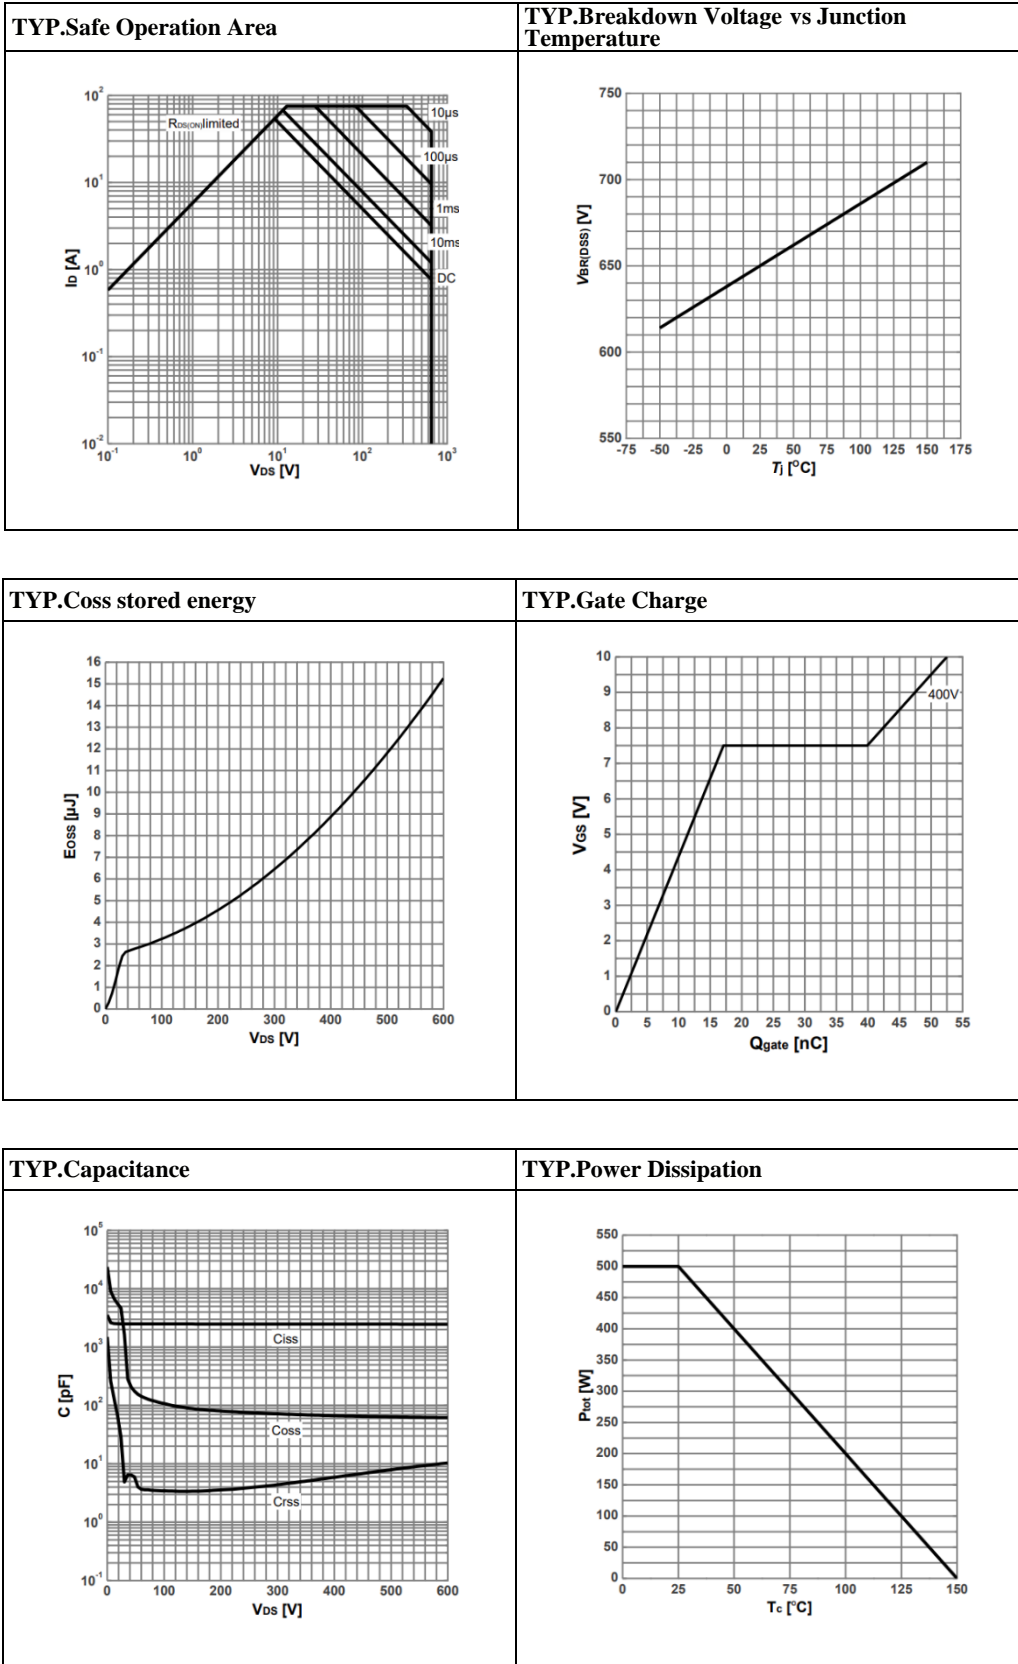 TYP.Safe Operation Area
TYP.Breakdown Voltage vs Junction
Temperature
10²
10¹
10⁰
10⁻¹
10⁻²
ID [A]
RDS(ON)limited
10µs
100µs
1ms
10ms
DC
10⁻¹ 10⁰ 10¹ 10² 10³
VDS [V]
750
700
650
600
550
VBR(DSS) [V]
-75 -50 -25 0 25 50 75 100 125 150 175
Tj [°C]
TYP.Coss stored energy
TYP.Gate Charge
16
15
14
13
12
11
10
9
8
7
6
5
4
3
2
1
0
Eoss [µJ]
0 100 200 300 400 500 600
VDS [V]
10
9
8
7
6
5
4
3
2
1
0
VGS [V]
400V
0 5 10 15 20 25 30 35 40 45 50 55
Qgate [nC]
TYP.Capacitance
TYP.Power Dissipation
10⁵
10⁴
10³
10²
10¹
10⁰
10⁻¹
C [pF]
Ciss
Coss
Crss
0 100 200 300 400 500 600
VDS [V]
550
500
450
400
350
300
250
200
150
100
50
0
Ptot [W]
0 25 50 75 100 125 150
Tc [°C]